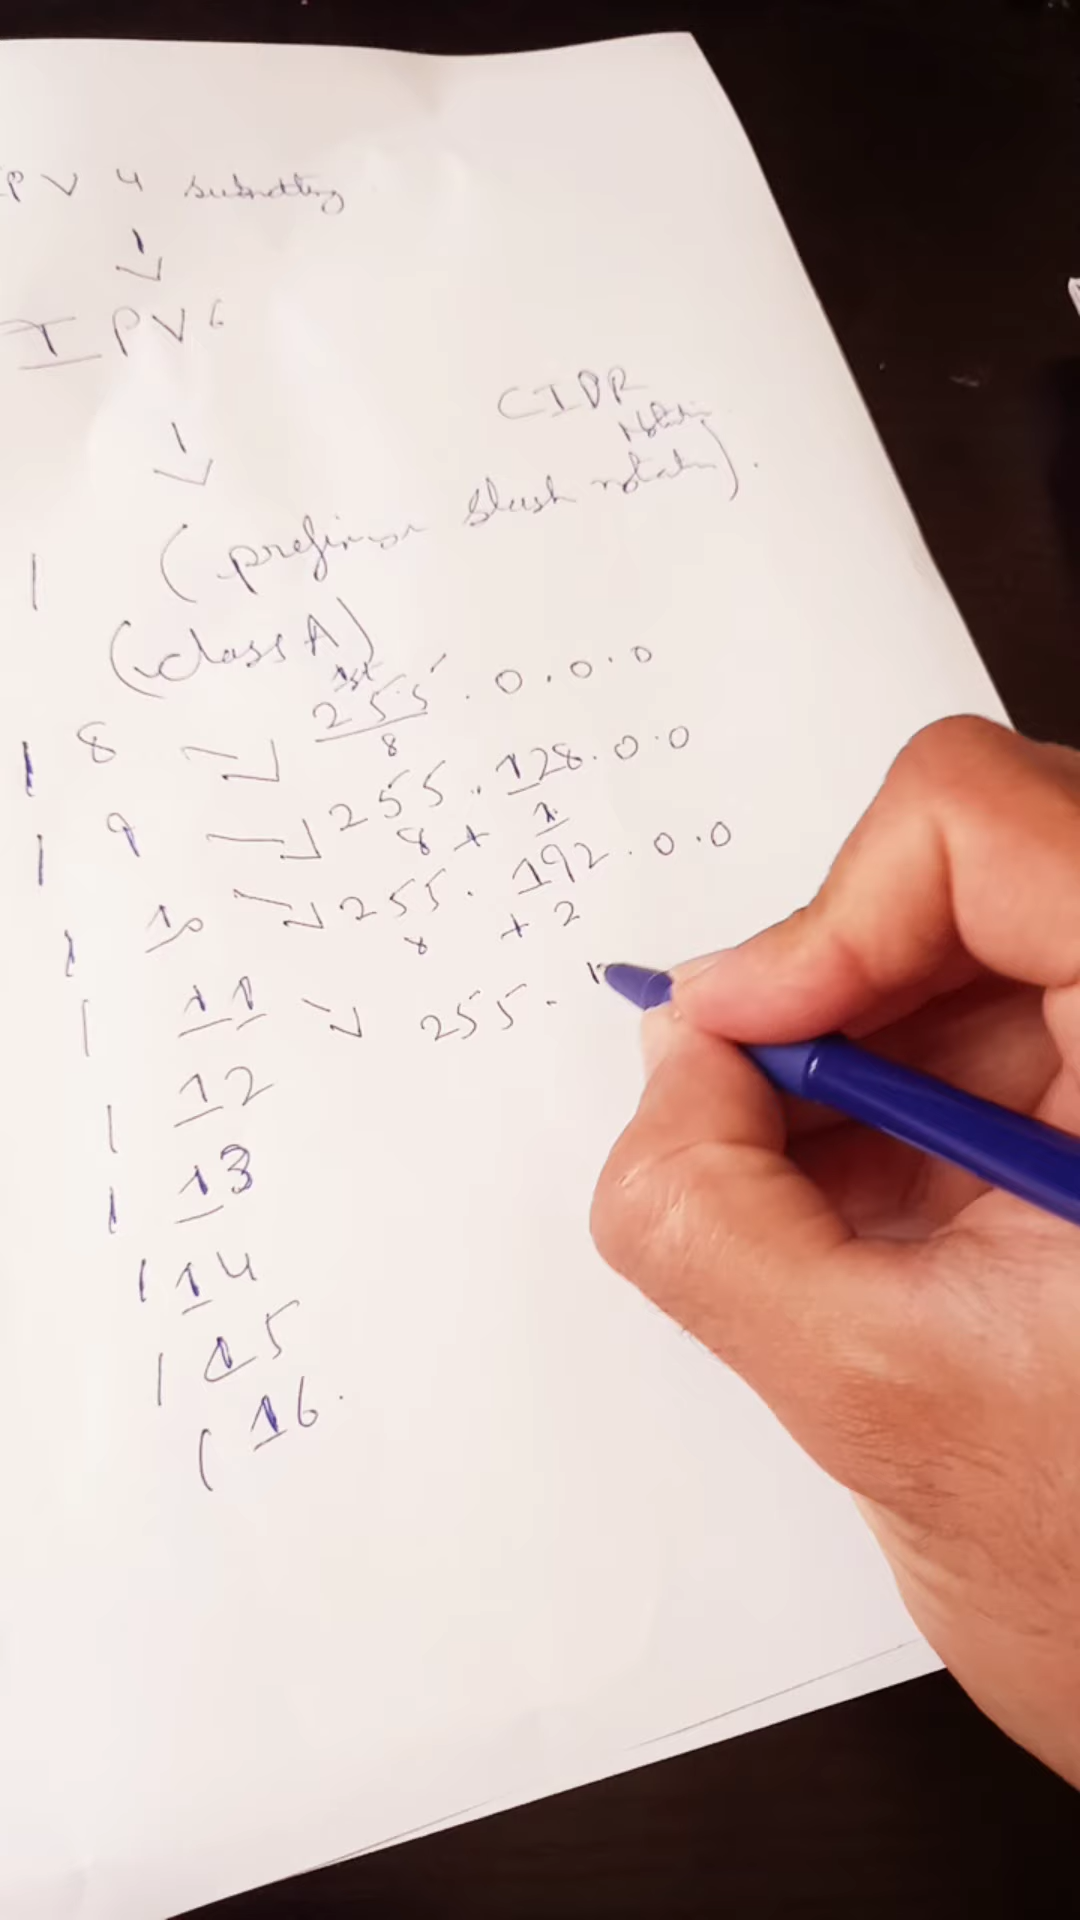 IPV 4 subnetting
IPV6
CIDR
Notation
(prefix or slash notation).
(class A)
1st
/ 8 → 255.0.0.0
8
/ 9 → 255.128.0.0
8 + 1
/ 10 → 255.192.0.0
8 + 2
/ 11 → 255.
/ 12
/ 13
/ 14
/ 15
/ 16.